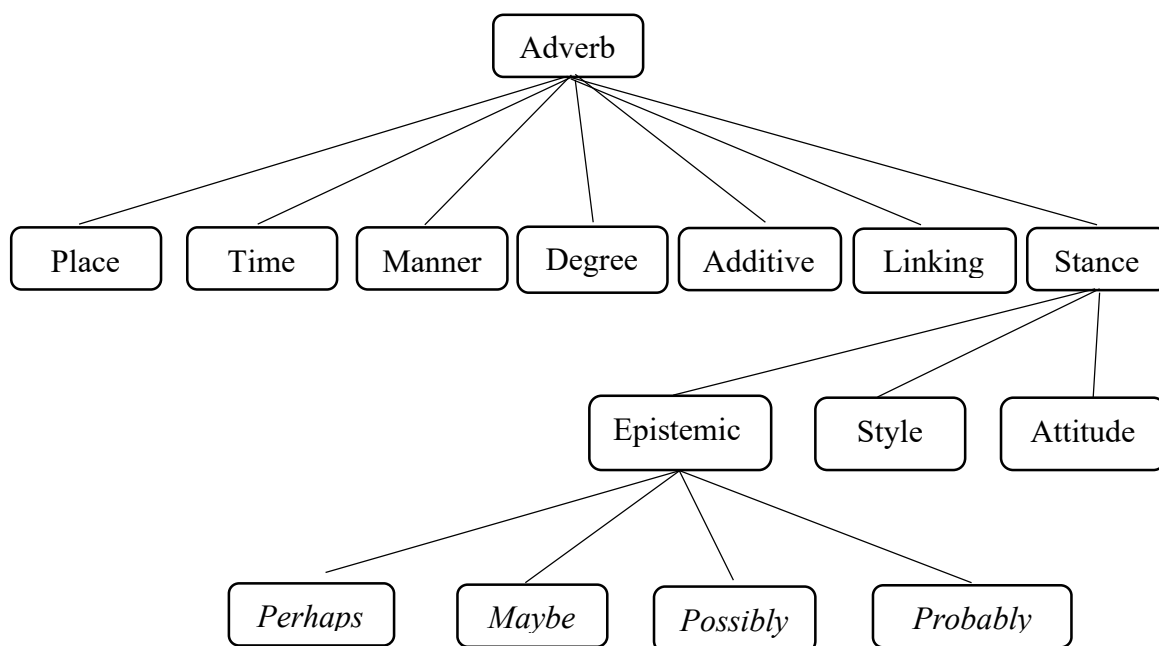 Adverb
Place Time Manner Degree Additive Linking Stance
Epistemic Style Attitude
Perhaps Maybe Possibly Probably